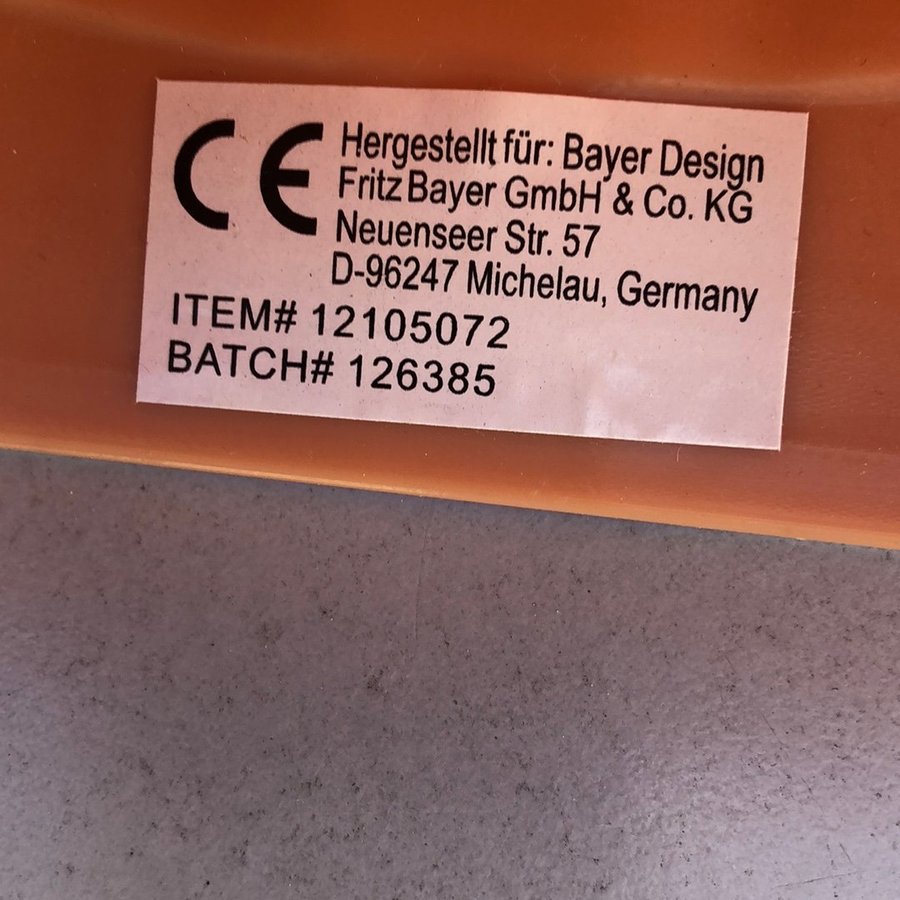 CE
Hergestellt für: Bayer Design
Fritz Bayer GmbH & Co. KG
Neuenseer Str. 57
D-96247 Michelau, Germany
ITEM# 12105072
BATCH# 126385